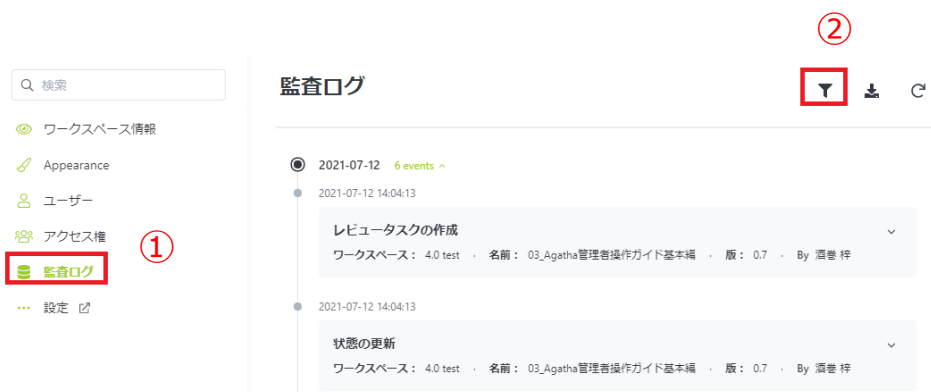 ②
検索
監査ログ
ワークスペース情報
Appearance
ユーザー
アクセス権
①
監査ログ
設定
2021-07-12 6 events
2021-07-12 14:04:13
レビュータスクの作成
ワークスペース： 4.0 test · 名前： 03_Agatha管理者操作ガイド基本編 · 版： 0.7 · By 酒巻 梓
2021-07-12 14:04:13
状態の更新
ワークスペース： 4.0 test · 名前： 03_Agatha管理者操作ガイド基本編 · 版： 0.7 · By 酒巻 梓